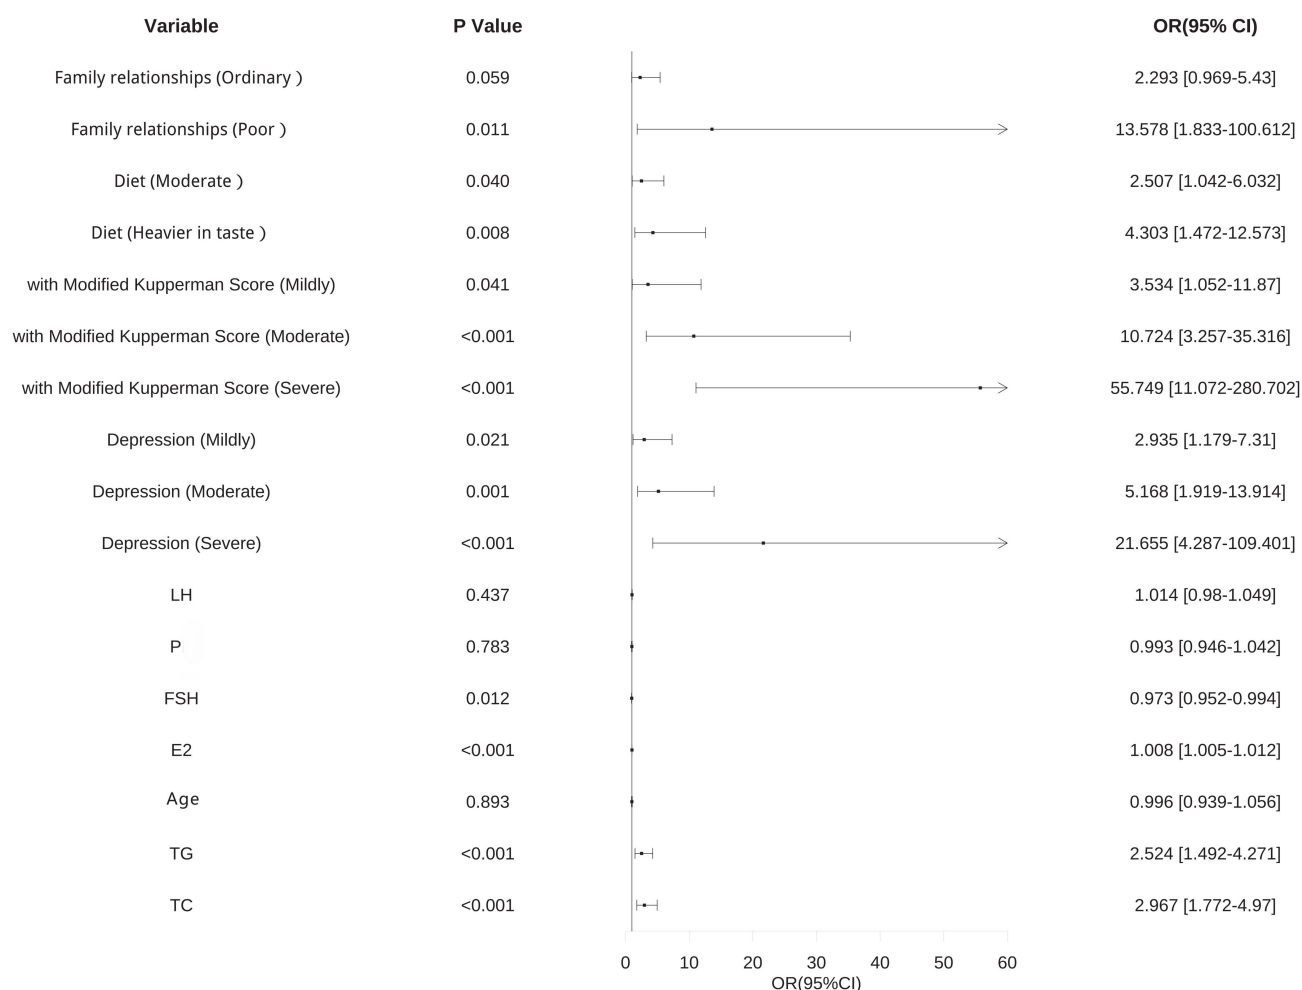 Variable P Value OR(95% CI)
Family relationships (Ordinary ) 0.059 2.293 [0.969-5.43]
Family relationships (Poor ) 0.011 13.578 [1.833-100.612]
Diet (Moderate ) 0.040 2.507 [1.042-6.032]
Diet (Heavier in taste ) 0.008 4.303 [1.472-12.573]
with Modified Kupperman Score (Mildly) 0.041 3.534 [1.052-11.87]
with Modified Kupperman Score (Moderate) <0.001 10.724 [3.257-35.316]
with Modified Kupperman Score (Severe) <0.001 55.749 [11.072-280.702]
Depression (Mildly) 0.021 2.935 [1.179-7.31]
Depression (Moderate) 0.001 5.168 [1.919-13.914]
Depression (Severe) <0.001 21.655 [4.287-109.401]
LH 0.437 1.014 [0.98-1.049]
P 0.783 0.993 [0.946-1.042]
FSH 0.012 0.973 [0.952-0.994]
E2 <0.001 1.008 [1.005-1.012]
Age 0.893 0.996 [0.939-1.056]
TG <0.001 2.524 [1.492-4.271]
TC <0.001 2.967 [1.772-4.97]
0 10 20 30 40 50 60
OR(95%CI)